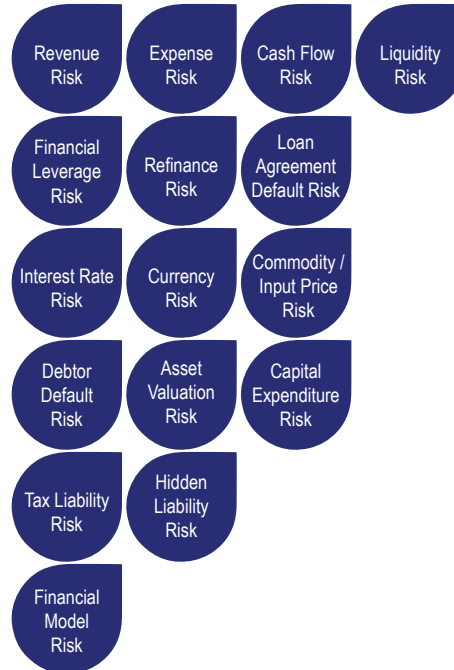 Revenue
Risk
Expense
Risk
Cash Flow
Risk
Liquidity
Risk
Financial
Leverage
Risk
Refinance
Risk
Loan
Agreement
Default Risk
Interest Rate
Risk
Currency
Risk
Commodity /
Input Price
Risk
Debtor
Default
Risk
Asset
Valuation
Risk
Capital
Expenditure
Risk
Tax Liability
Risk
Hidden
Liability
Risk
Financial
Model
Risk